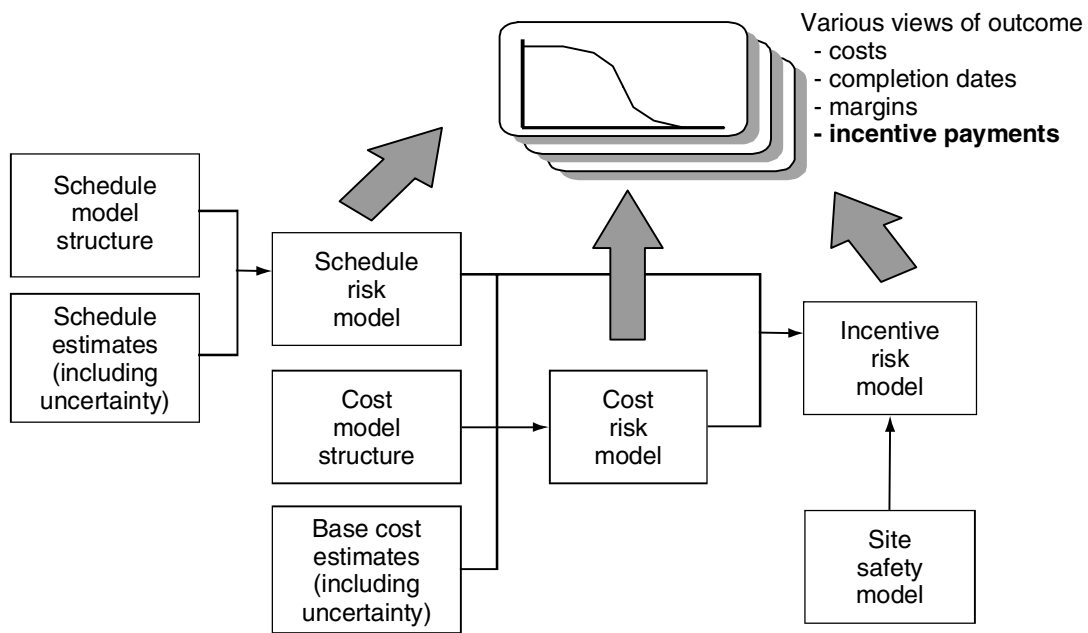 Various views of outcome
- costs
- completion dates
- margins
- incentive payments
Schedule
model
structure
Schedule
estimates
(including
uncertainty)
Schedule
risk
model
Cost
model
structure
Base cost
estimates
(including
uncertainty)
Cost
risk
model
Incentive
risk
model
Site
safety
model